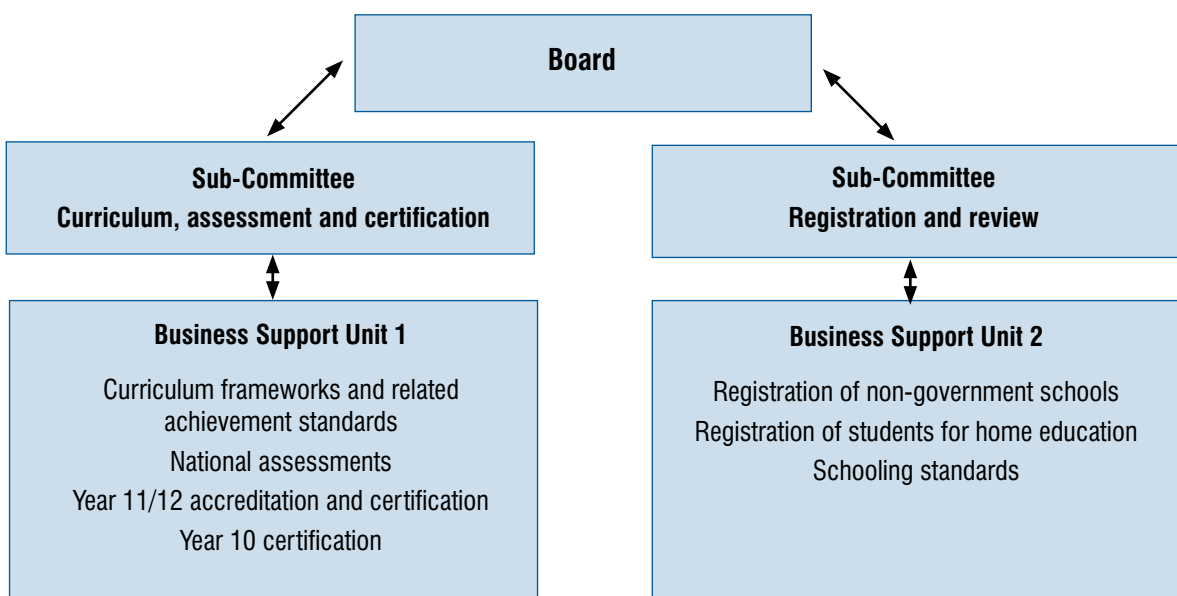 Board
Sub-Committee
Curriculum, assessment and certification
Sub-Committee
Registration and review
Business Support Unit 1
Curriculum frameworks and related
achievement standards
National assessments
Year 11/12 accreditation and certification
Year 10 certification
Business Support Unit 2
Registration of non-government schools
Registration of students for home education
Schooling standards